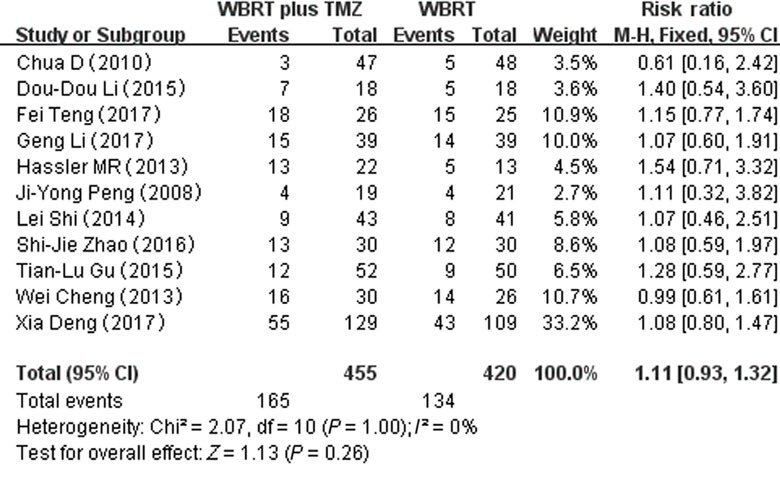 WBRT plus TMZ WBRT Risk ratio
Study or Subgroup Events Total Events Total Weight M-H, Fixed, 95% CI
Chua D (2010) 3 47 5 48 3.5% 0.61 [0.16, 2.42]
Dou-Dou Li (2015) 7 18 5 18 3.6% 1.40 [0.54, 3.60]
Fei Teng (2017) 18 26 15 25 10.9% 1.15 [0.77, 1.74]
Geng Li (2017) 15 39 14 39 10.0% 1.07 [0.60, 1.91]
Hassler MR (2013) 13 22 5 13 4.5% 1.54 [0.71, 3.32]
Ji-Yong Peng (2008) 4 19 4 21 2.7% 1.11 [0.32, 3.82]
Lei Shi (2014) 9 43 8 41 5.8% 1.07 [0.46, 2.51]
Shi-Jie Zhao (2016) 13 30 12 30 8.6% 1.08 [0.59, 1.97]
Tian-Lu Gu (2015) 12 52 9 50 6.5% 1.28 [0.59, 2.77]
Wei Cheng (2013) 16 30 14 26 10.7% 0.99 [0.61, 1.61]
Xia Deng (2017) 55 129 43 109 33.2% 1.08 [0.80, 1.47]
Total (95% CI) 455 420 100.0% 1.11 [0.93, 1.32]
Total events 165 134
Heterogeneity: Chi² = 2.07, df = 10 (P = 1.00); I² = 0%
Test for overall effect: Z = 1.13 (P = 0.26)